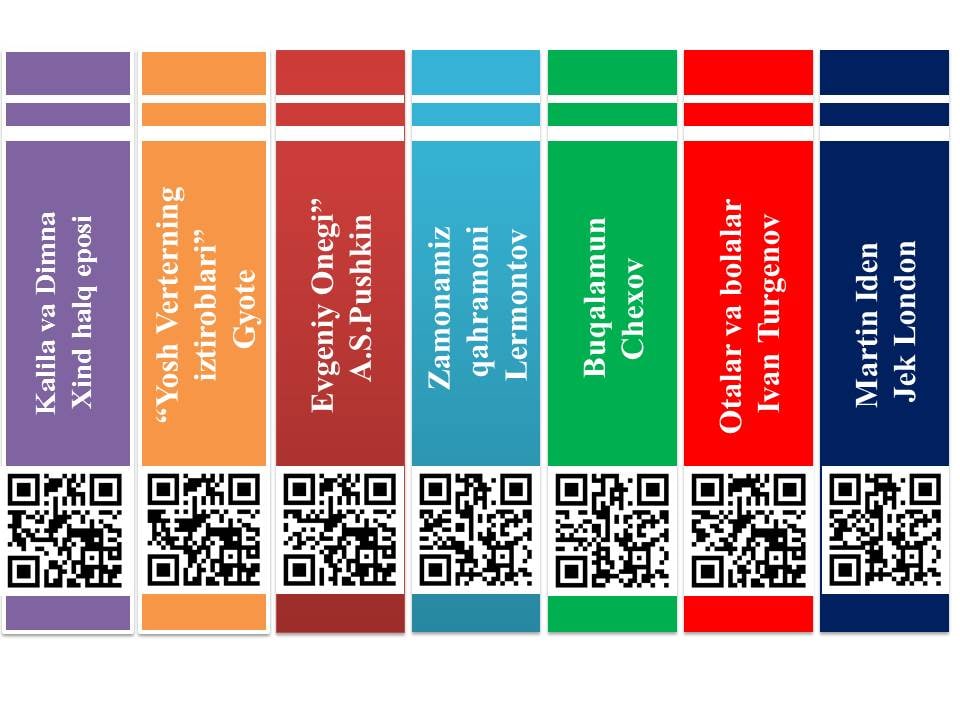 Kalila va Dimna
Xind halq eposi
“Yosh Verterning
iztiroblari”
Gyote
Evgeniy Onegi”
A.S.Pushkin
Zamonamiz
qahramoni
Lermontov
Buqalamun
Chexov
Otalar va bolalar
Ivan Turgenov
Martin Iden
Jek London